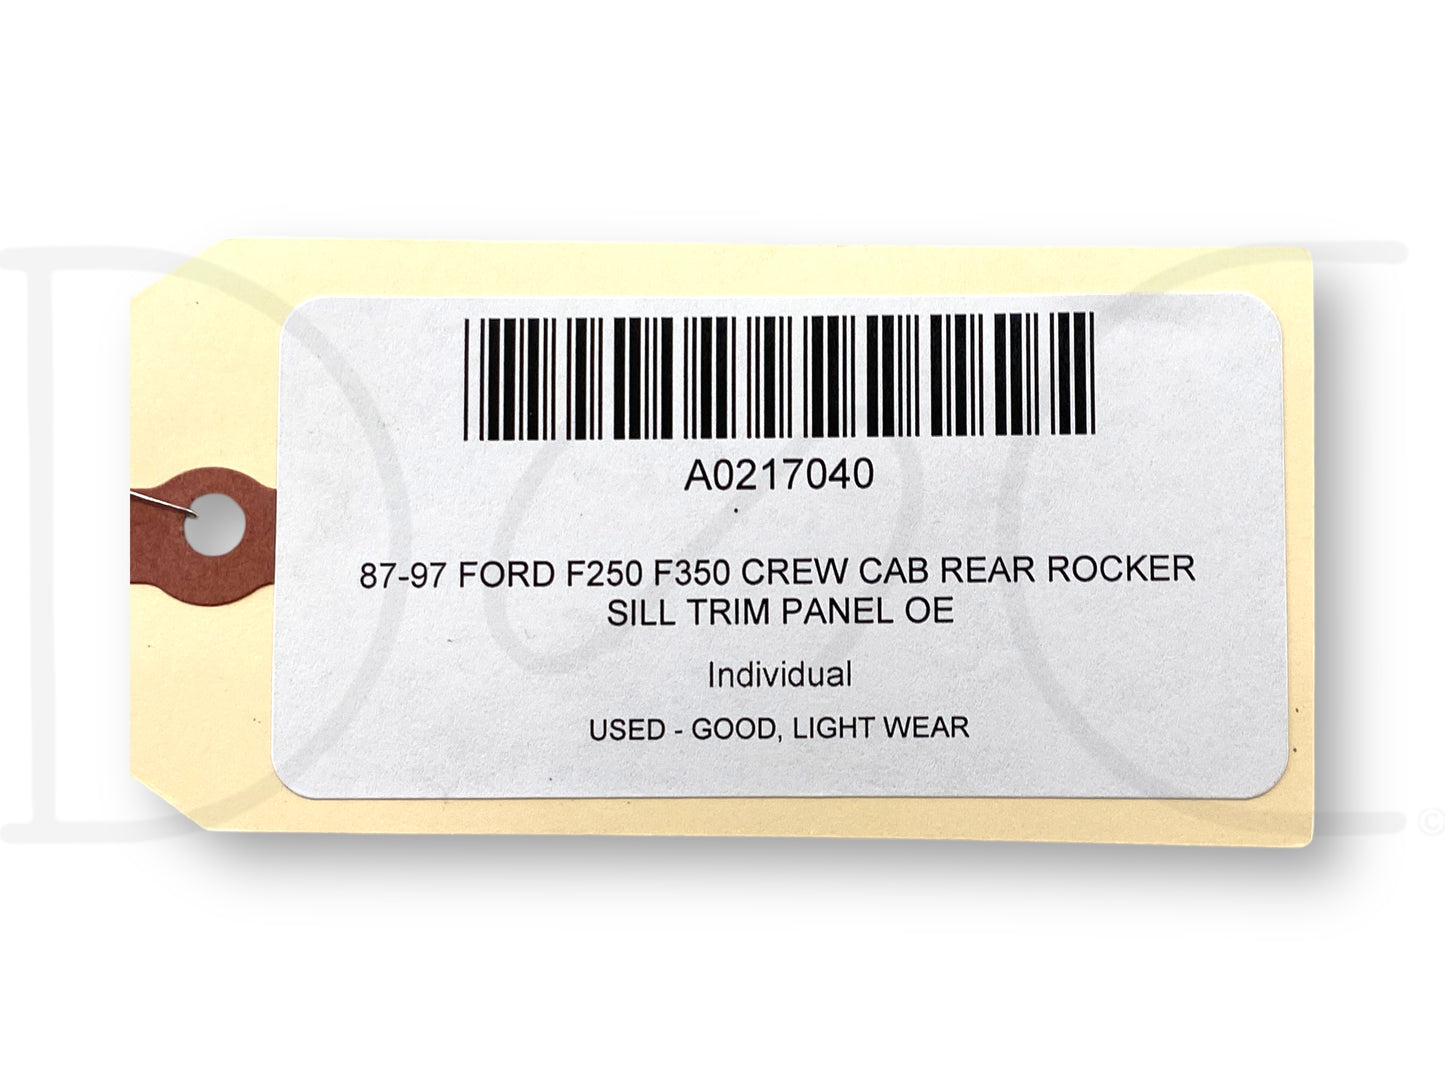 A0217040
87-97 FORD F250 F350 CREW CAB REAR ROCKER
SILL TRIM PANEL OE
Individual
USED - GOOD, LIGHT WEAR
D C
©